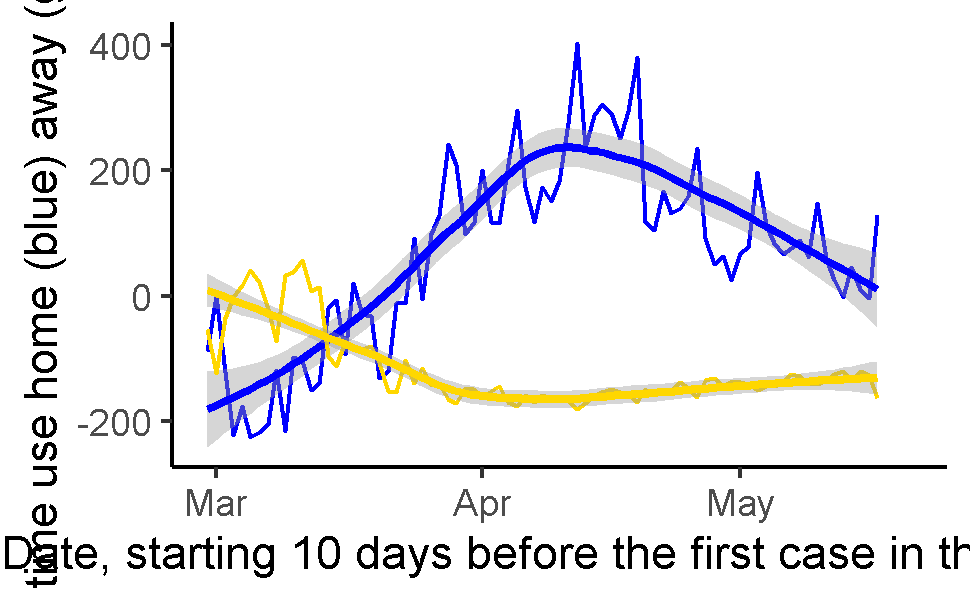 time use home (blue) away (
400
200
0
-200
Mar Apr May
Date, starting 10 days before the first case in th